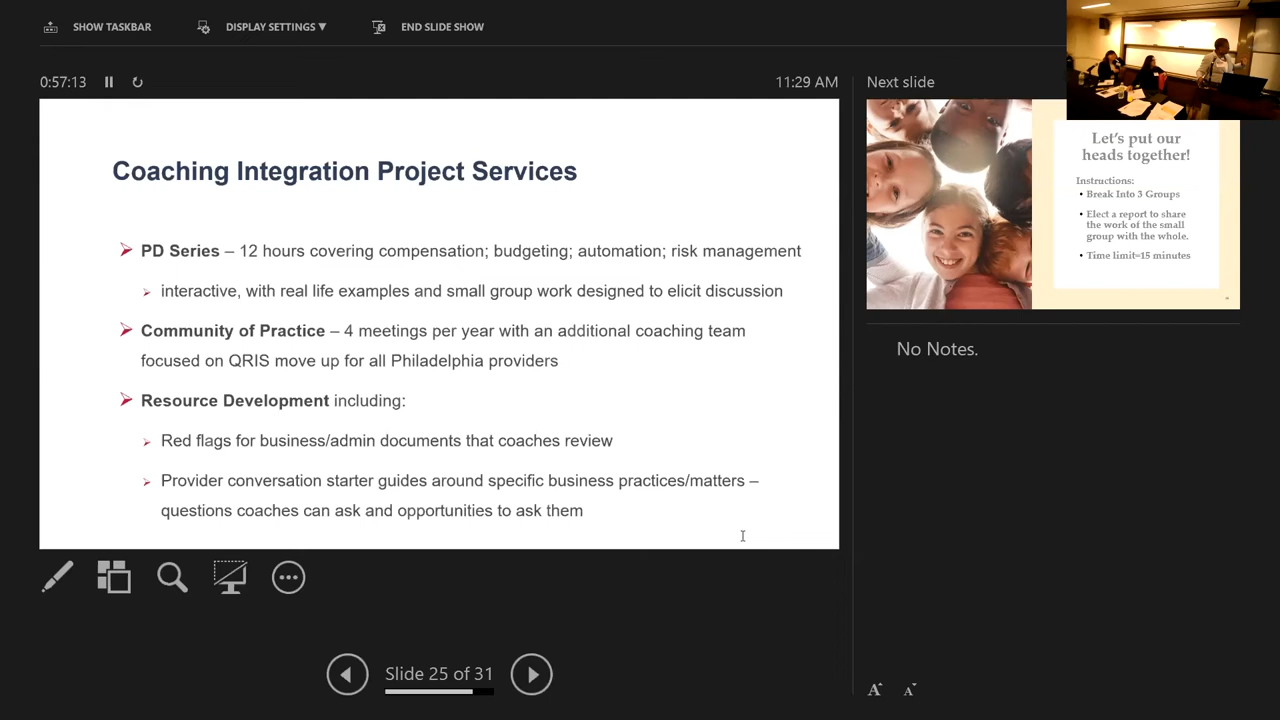 SHOW TASKBAR
DISPLAY SETTINGS ▼
END SLIDE SHOW
0:57:13
11:29 AM
Coaching Integration Project Services
PD Series – 12 hours covering compensation; budgeting; automation; risk management
interactive, with real life examples and small group work designed to elicit discussion
Community of Practice – 4 meetings per year with an additional coaching team
focused on QRIS move up for all Philadelphia providers
Resource Development including:
Red flags for business/admin documents that coaches review
Provider conversation starter guides around specific business practices/matters –
questions coaches can ask and opportunities to ask them
Slide 25 of 31
Next slide
Let's put our
heads together!
Instructions:
• Break Into 3 Groups
• Elect a report to share
the work of the small
group with the whole.
• Time limit=15 minutes
No Notes.
A A